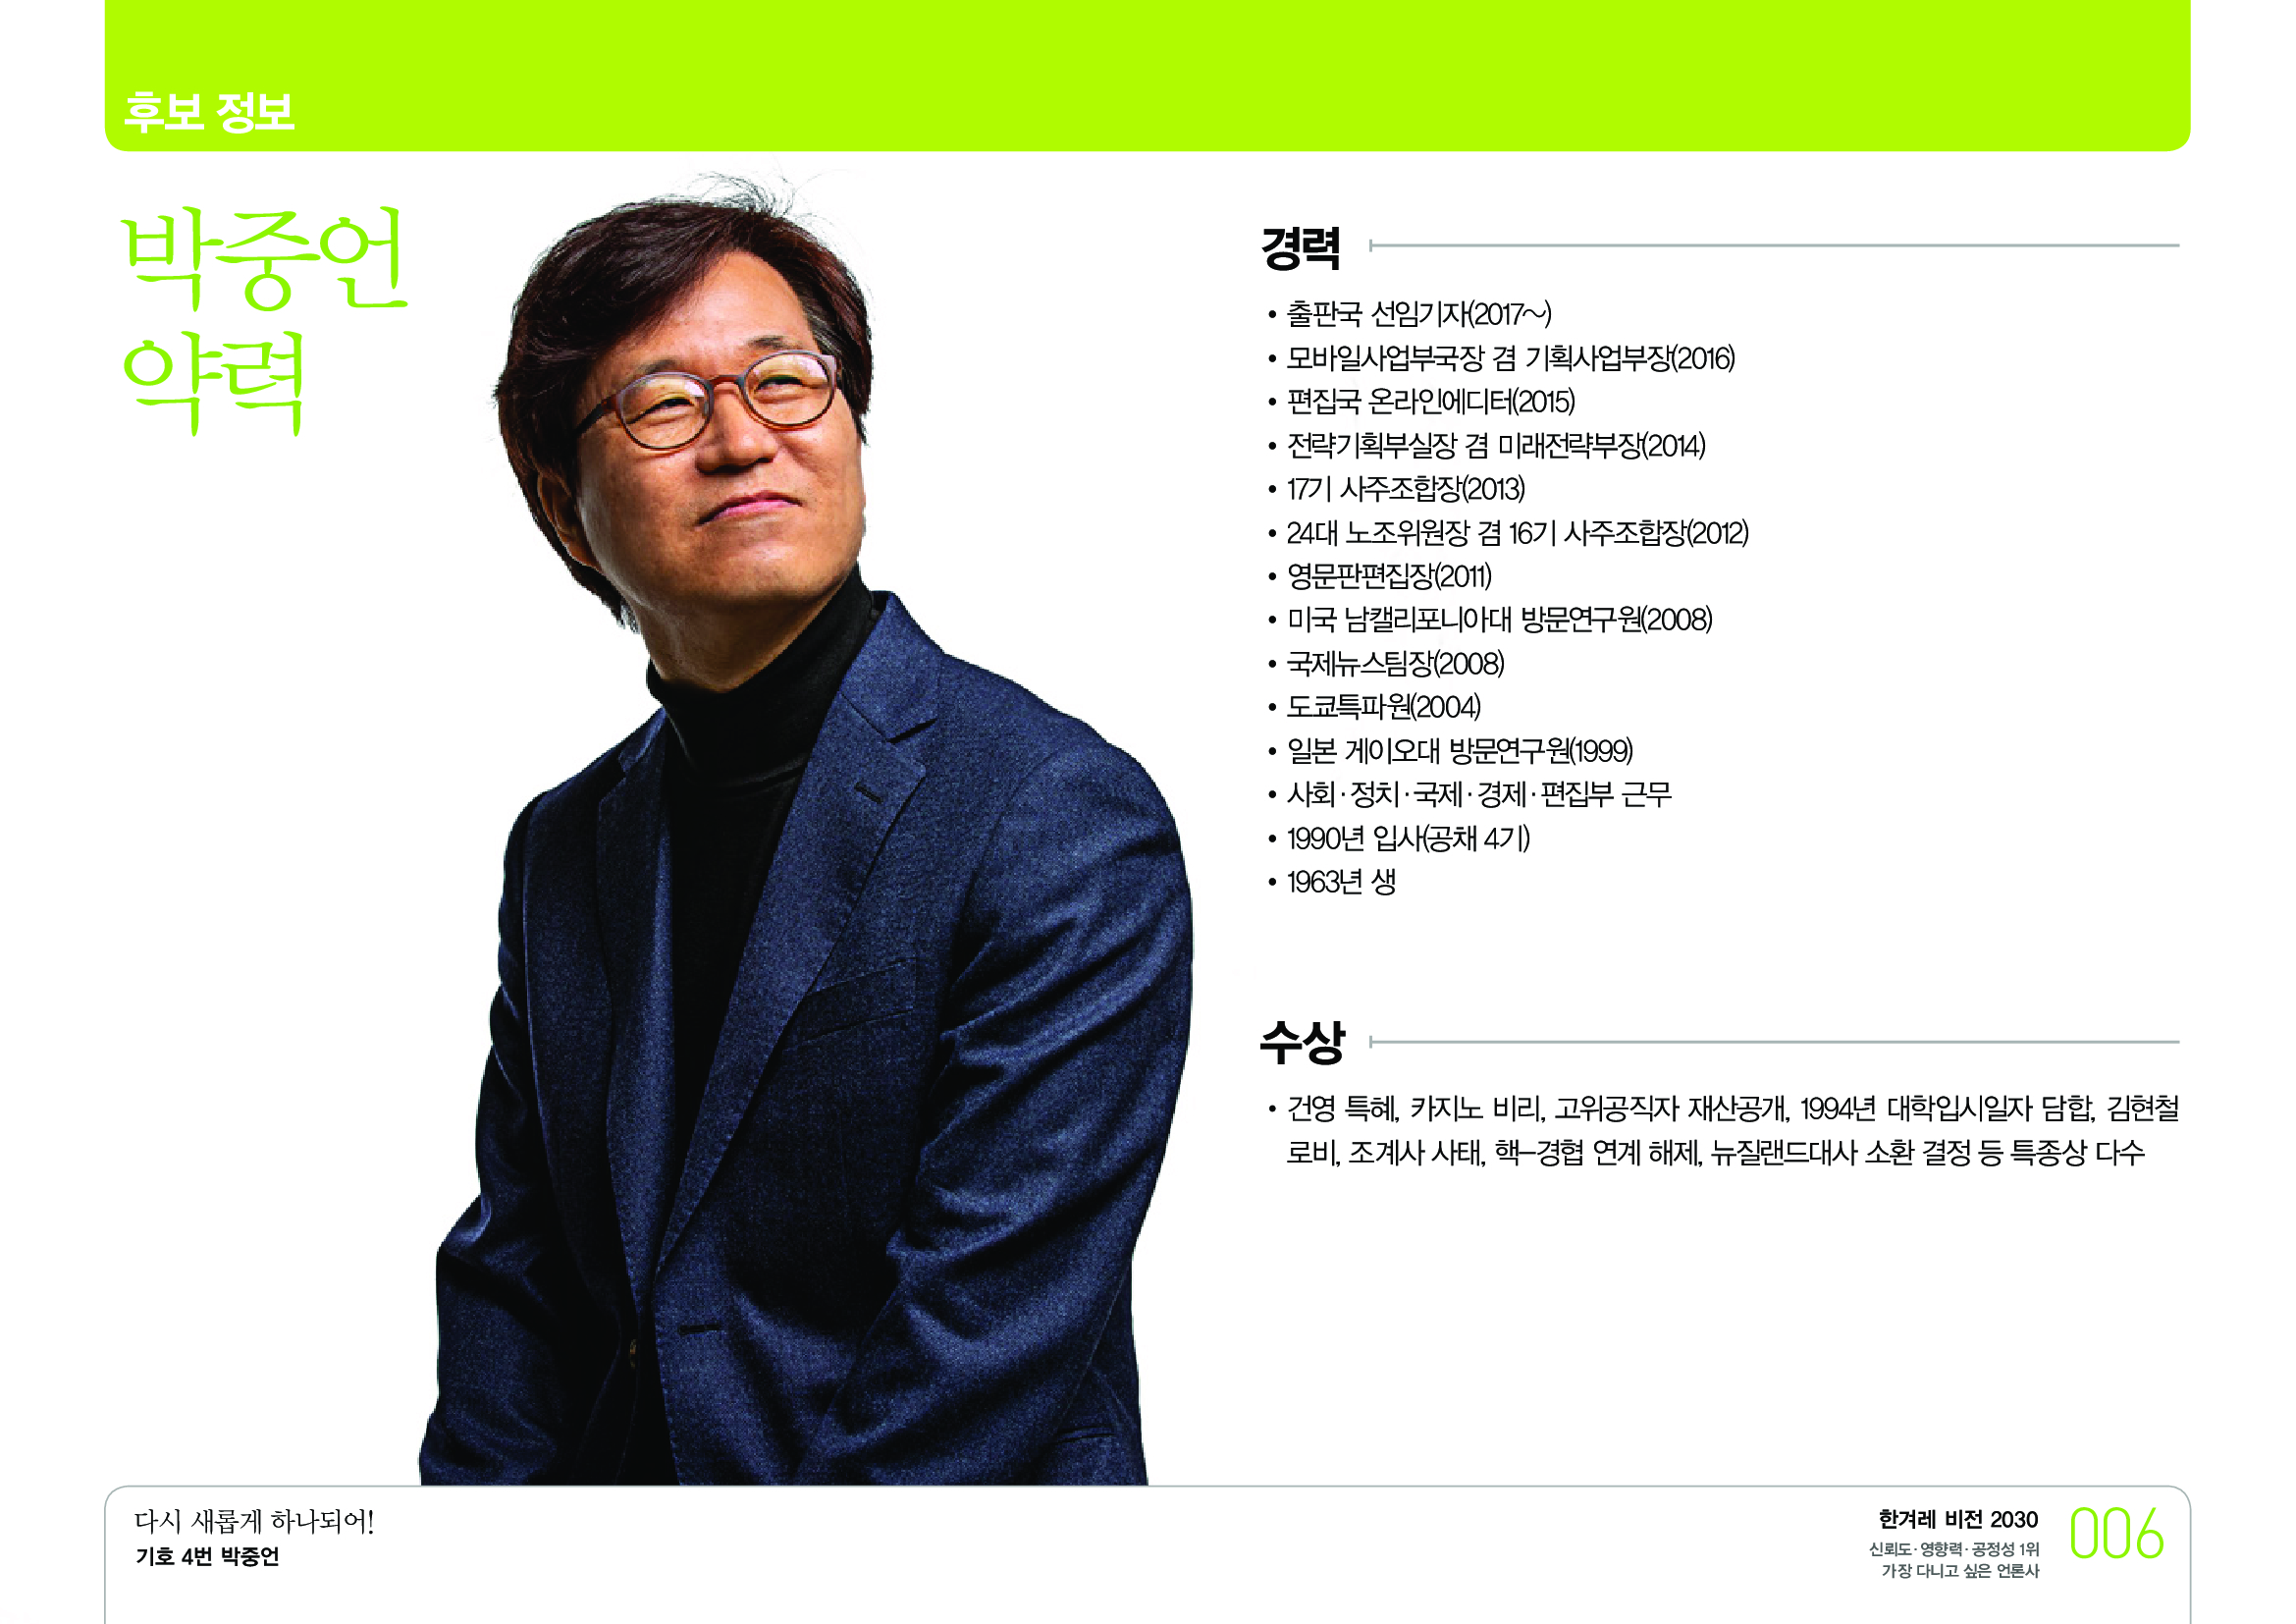 후보 정보
박중언
약력
경력
• 출판국 선임기자(2017~)
• 모바일사업부국장 겸 기획사업부장(2016)
• 편집국 온라인에디터(2015)
• 전략기획부실장 겸 미래전략부장(2014)
• 17기 사주조합장(2013)
• 24대 노조위원장 겸 16기 사주조합장(2012)
• 영문판편집장(2011)
• 미국 남캘리포니아대 방문연구원(2008)
• 국제뉴스팀장(2008)
• 도쿄특파원(2004)
• 일본 게이오대 방문연구원(1999)
• 사회·정치·국제·경제·편집부 근무
• 1990년 입사(공채 4기)
• 1963년 생
수상
• 건영 특혜, 카지노 비리, 고위공직자 재산공개, 1994년 대학입시일자 담합, 김현철
로비, 조계사 사태, 핵-경협 연계 해제, 뉴질랜드대사 소환 결정 등 특종상 다수
다시 새롭게 하나되어!
기호 4번 박중언
한겨레 비전 2030
신뢰도·영향력·공정성 1위
가장 다니고 싶은 언론사
006